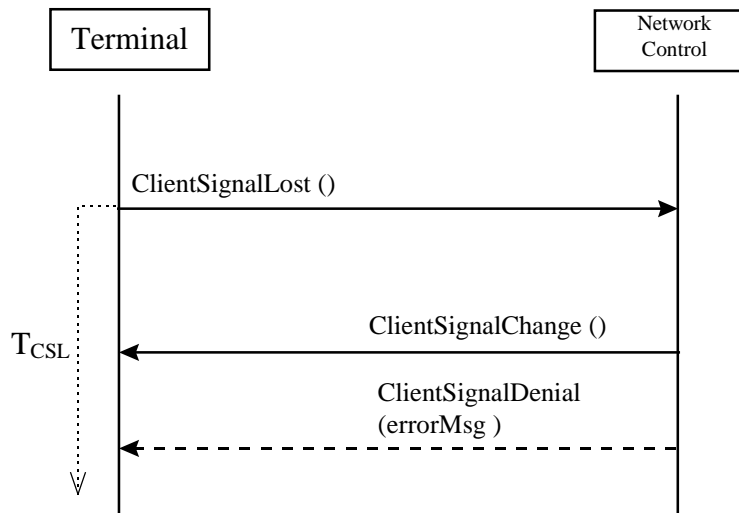 Terminal
Network
Control
ClientSignalLost ()
ClientSignalChange ()
TCSL
ClientSignalDenial
(errorMsg )